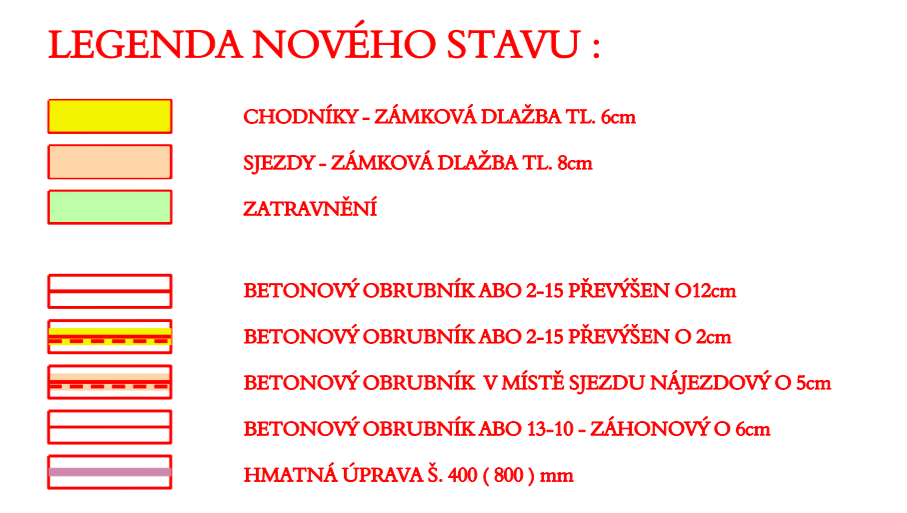 LEGENDA NOVÉHO STAVU :
CHODNÍKY - ZÁMKOVÁ DLAŽBA TL. 6cm
SJEZDY - ZÁMKOVÁ DLAŽBA TL. 8cm
ZATRAVNĚNÍ
BETONOVÝ OBRUBNÍK ABO 2-15 PŘEVÝŠEN O12cm
BETONOVÝ OBRUBNÍK ABO 2-15 PŘEVÝŠEN O 2cm
BETONOVÝ OBRUBNÍK  V MÍSTĚ SJEZDU NÁJEZDOVÝ O 5cm
BETONOVÝ OBRUBNÍK ABO 13-10 - ZÁHONOVÝ O 6cm
HMATNÁ ÚPRAVA Š. 400 ( 800 ) mm